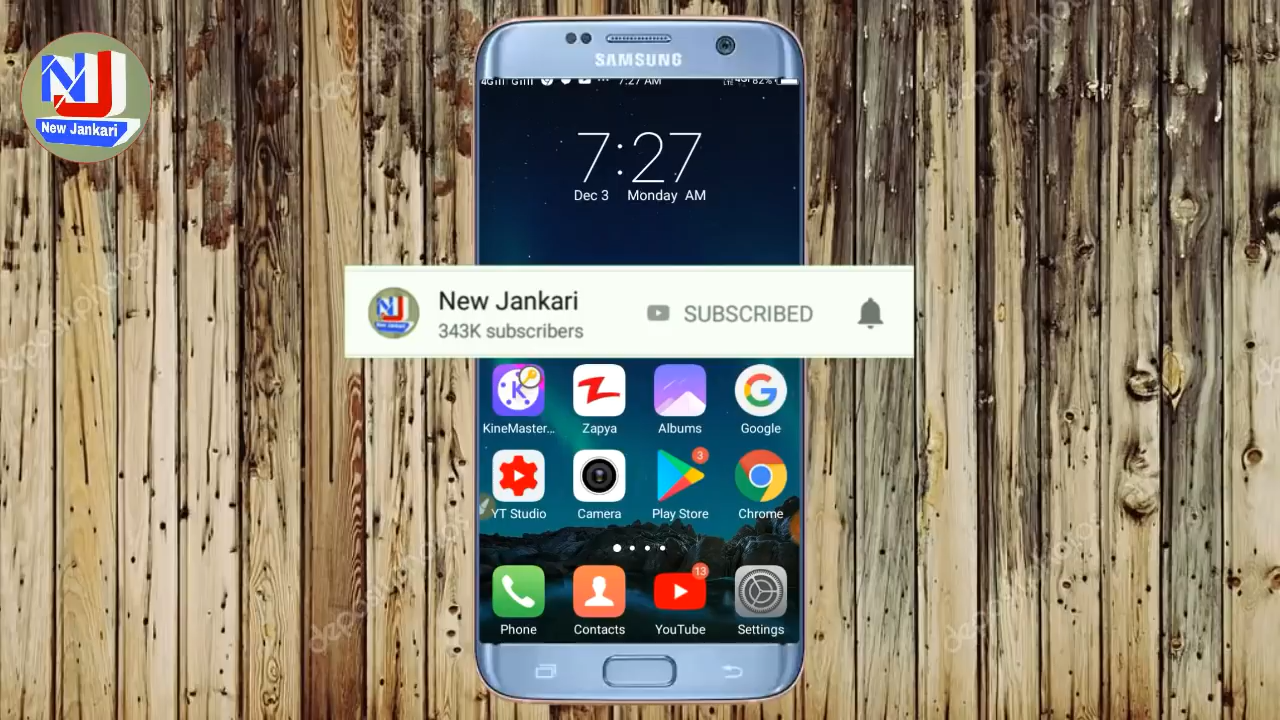 NJ
New Jankari
SAMSUNG
7:27 AM
82%
7:27
Dec 3 Monday AM
New Jankari
343K subscribers
SUBSCRIBED
KineMaster... Zapya Albums Google
3
YT Studio Camera Play Store Chrome
13
Phone Contacts YouTube Settings
depositphotos